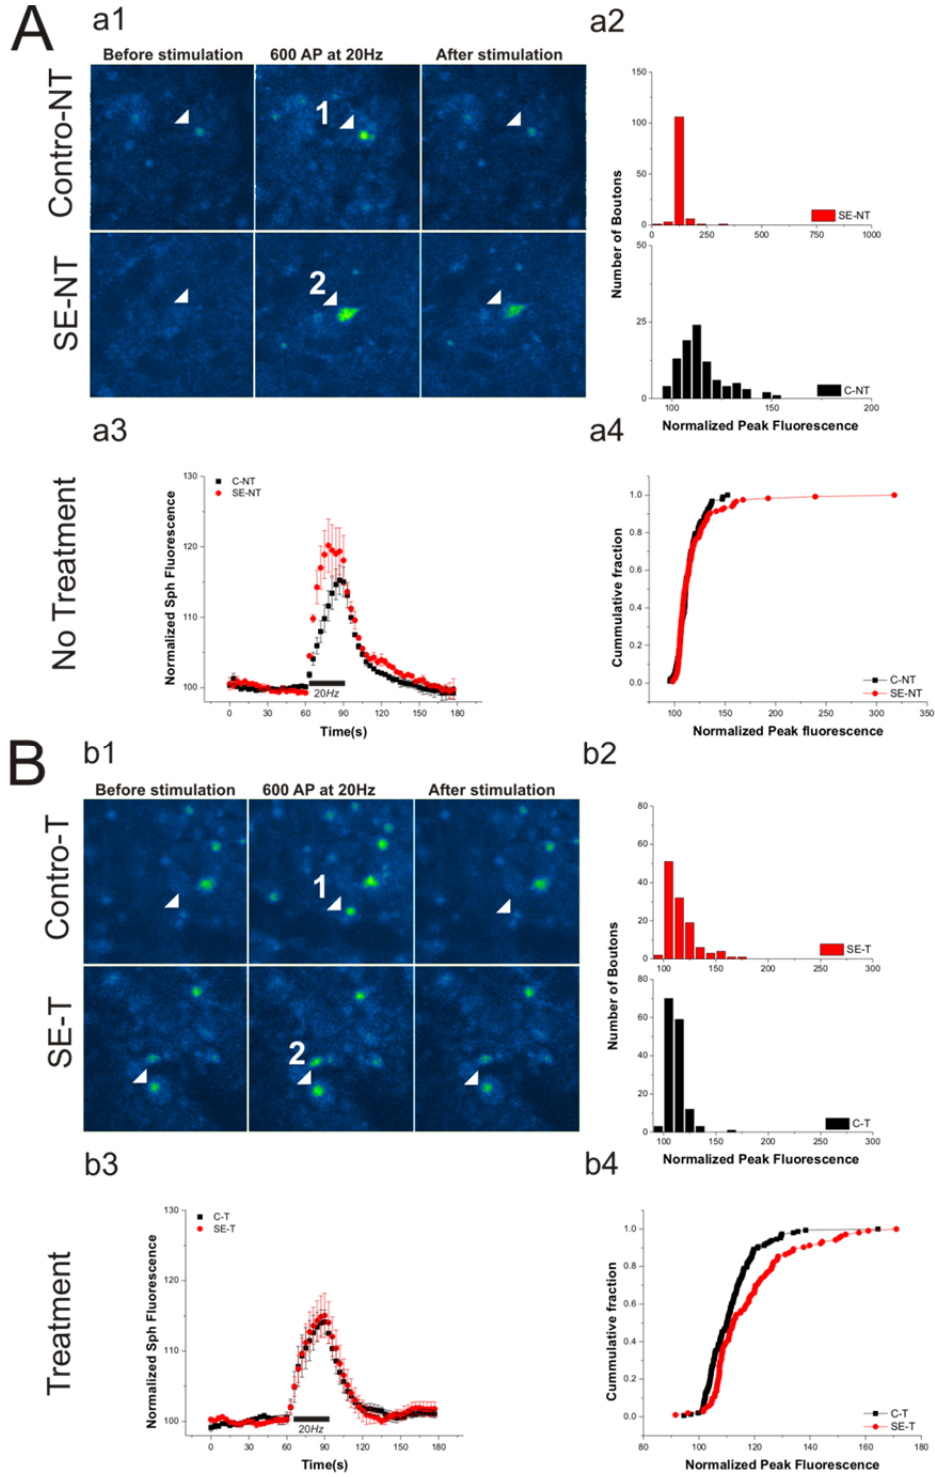 A
a1
a2
Before stimulation 600 AP at 20Hz After stimulation
Contro-NT
1
SE-NT
2
Number of Boutons
150
100
50
0
0 250 500 750 1000
SE-NT
50
25
0
100 150 200
C-NT
Normalized Peak Fluorescence
a3
a4
No Treatment
Normalized Sph Fluorescence
130
120
110
100
C-NT
SE-NT
20Hz
0 30 60 90 120 150 180
Time(s)
Cummulative fraction
1.0
0.8
0.6
0.4
0.2
0.0
C-NT
SE-NT
100 150 200 250 300 350
Normalized Peak fluorescence
B
b1
b2
Before stimulation 600 AP at 20Hz After stimulation
Contro-T
1
SE-T
2
Number of Boutons
80
60
40
20
0
100 150 200 250 300
SE-T
80
60
40
20
0
100 150 200 250 300
C-T
Normalized Peak Fluorescence
b3
b4
Treatment
Normalized Sph Fluorescence
130
120
110
100
C-T
SE-T
20Hz
0 30 60 90 120 150 180
Time(s)
Cummulative fraction
1.0
0.8
0.6
0.4
0.2
0.0
C-T
SE-T
80 100 120 140 160 180
Normalized Peak Fluorescence